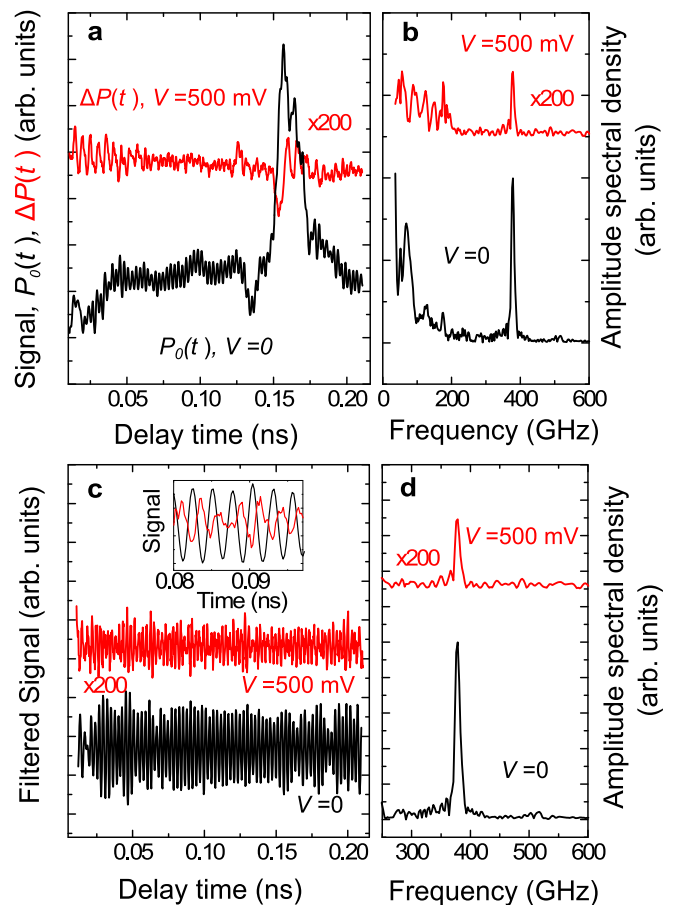 a
Signal, P0(t), ΔP(t) (arb. units)
ΔP(t), V =500 mV
x200
P0(t), V =0
0.05 0.10 0.15 0.20
Delay time (ns)
b
V =500 mV
x200
V =0
0 200 400 600
Frequency (GHz)
Amplitude spectral density
(arb. units)
c
Filtered Signal (arb. units)
Signal
0.08 0.09
Time (ns)
x200
V =500 mV
V =0
0.05 0.10 0.15 0.20
Delay time (ns)
d
V =500 mV
x200
V =0
300 400 500 600
Frequency (GHz)
Amplitude spectral density
(arb. units)